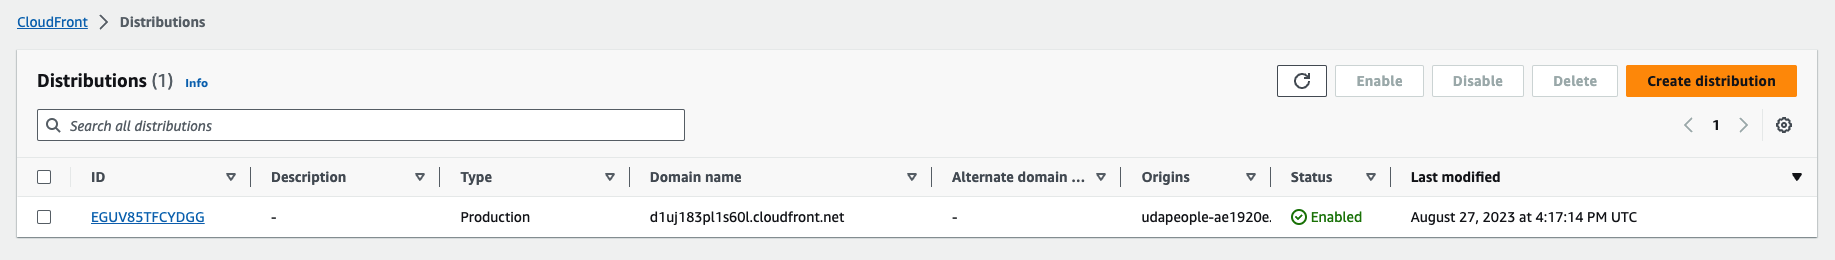 CloudFront > Distributions
Distributions (1) Info
Enable Disable Delete Create distribution
Search all distributions
1
ID Description Type Domain name Alternate domain ... Origins Status Last modified
EGUV85TFCYDGG - Production d1uj183pl1s60l.cloudfront.net - udapeople-ae1920e. Enabled August 27, 2023 at 4:17:14 PM UTC